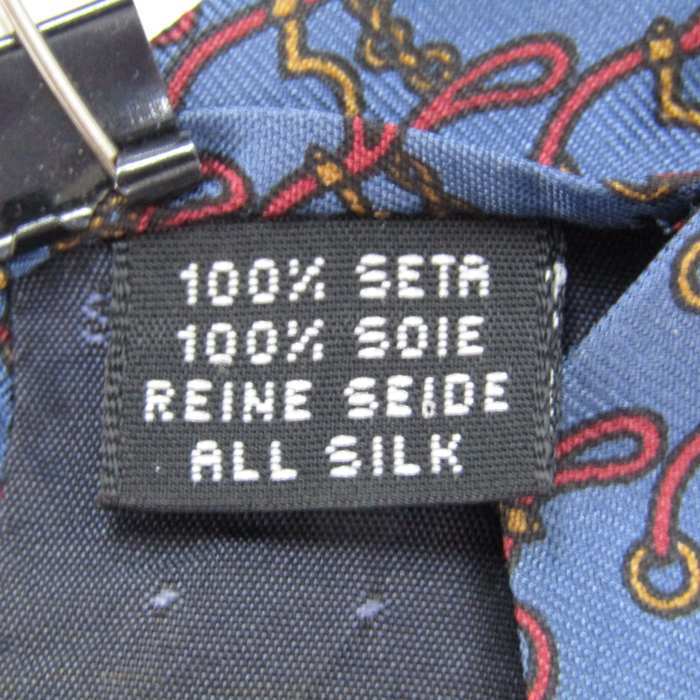 100% SETA
100% SOIE
REINE SEIDE
ALL SILK